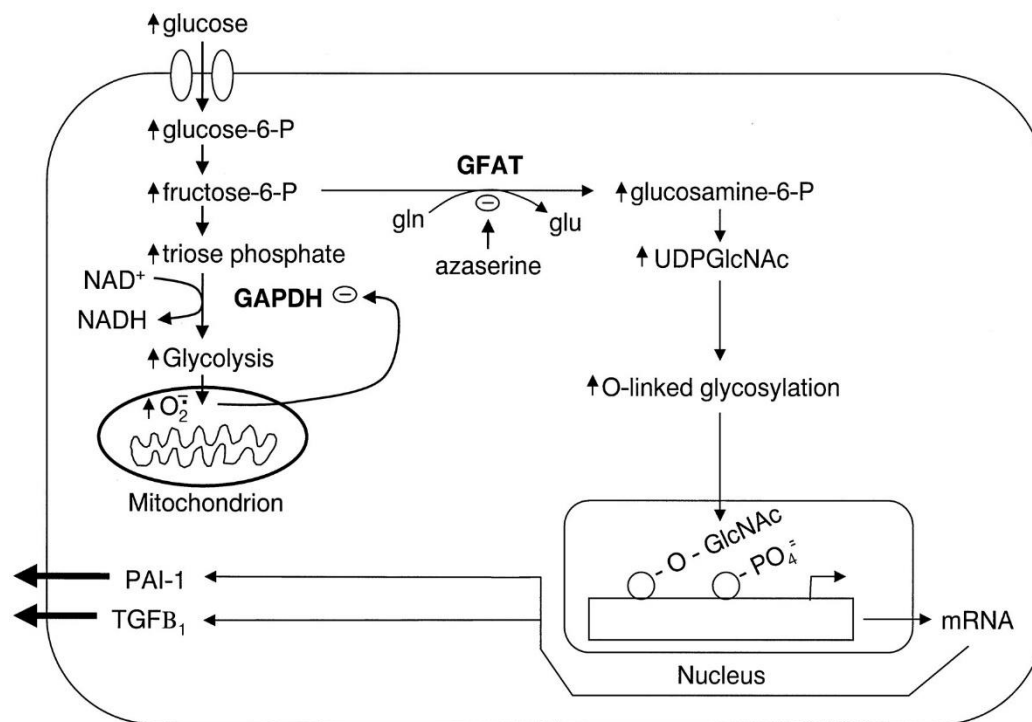 ↑glucose
↑glucose-6-P
GFAT
↑fructose-6-P
↑glucosamine-6-P
gln
⊖
glu
↑triose phosphate
azaserine
↑UDPGlcNAc
NAD⁺
GAPDH ⊖
NADH
↑Glycolysis
↑O₂⁻̇
↑O-linked glycosylation
Mitochondrion
-O-GlcNAc
-PO₄⁼
PAI-1
TGFB₁
mRNA
Nucleus